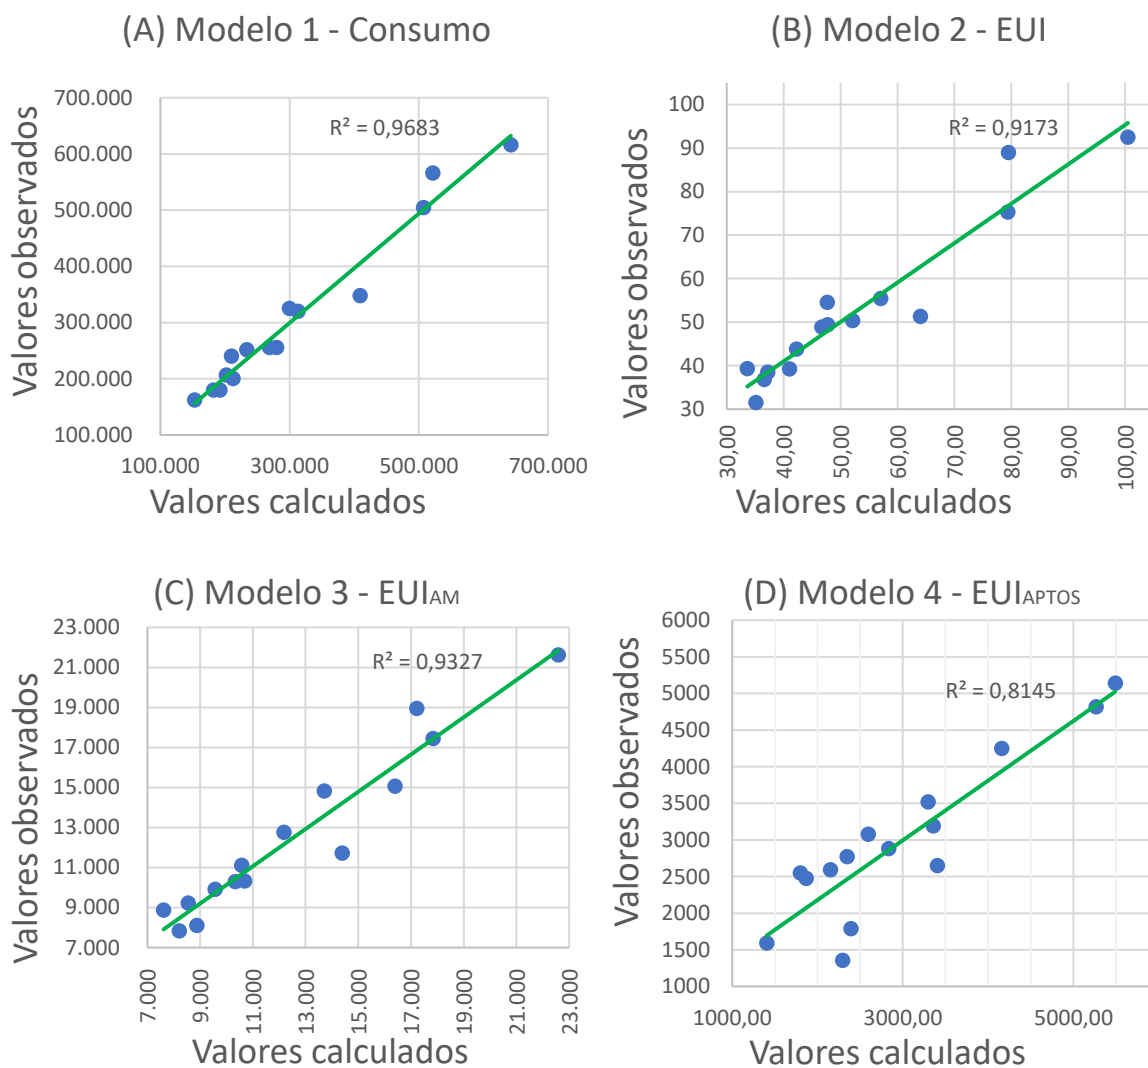 (A) Modelo 1 - Consumo
Valores observados
700.000
600.000
500.000
400.000
300.000
200.000
100.000
R² = 0,9683
100.000 300.000 500.000 700.000
Valores calculados
(B) Modelo 2 - EUI
Valores observados
100
90
80
70
60
50
40
30
R² = 0,9173
30,00 40,00 50,00 60,00 70,00 80,00 90,00 100,00
Valores calculados
(C) Modelo 3 - EUIAM
Valores observados
23.000
21.000
19.000
17.000
15.000
13.000
11.000
9.000
7.000
R² = 0,9327
7.000 9.000 11.000 13.000 15.000 17.000 19.000 21.000 23.000
Valores calculados
(D) Modelo 4 - EUIAPTOS
Valores observados
6000
5500
5000
4500
4000
3500
3000
2500
2000
1500
1000
R² = 0,8145
1000,00 3000,00 5000,00
Valores calculados